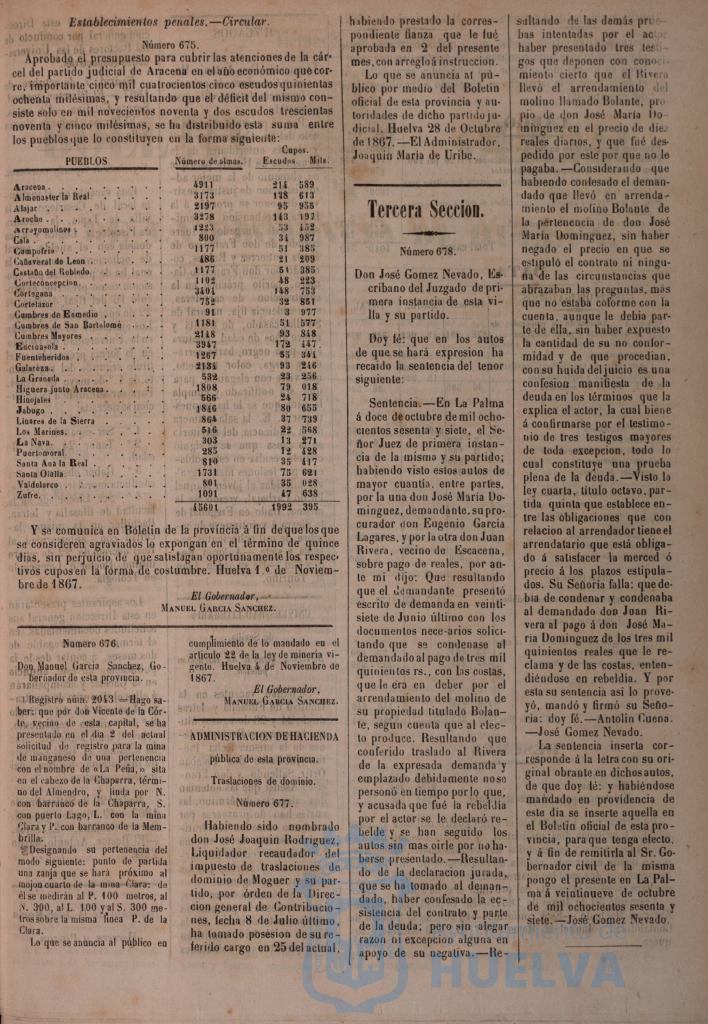 Establecimientos penales.—Circular.
Número 675.
Aprobado el presupuesto para cubrir las atenciones de la cár-
cel del partido judicial de Aracena en el año económico que cor-
re, importante cinco mil cuatrocientos cinco escudos quinientas
ochenta milésimas, y resultando que el déficit del mismo con-
siste solo en mil novecientos noventa y dos escudos trescientas
noventa y cinco milésimas, se ha distribuido esta suma entre
los pueblos que lo constituyen en la forma siguiente:
Cupos.
PUEBLOS Número de almas. Escudos Mils.
Aracena 4911 214 589
Almonaster la Real 3173 138 613
Alajar 2197 95 955
Aroche 3278 143 197
Arroyomolinos 1223 53 452
Cala 800 34 987
Campofrio 1177 51 385
Cañaveral de Leon 486 21 209
Castaño del Robledo 1177 51 385
Corteconcepcion 1102 48 223
Cortegana 3404 148 753
Cortelazor 752 32 851
Cumbres de Enmedio 91 3 977
Cumbres de San Bartolomé 1181 51 577
Cumbres Mayores 2148 93 848
Encinasola 3947 172 447
Fuenteheridos 1267 55 341
Galaroza 2134 93 246
La Granada 532 23 256
Higuera junto Aracena 1808 79 018
Hinojales 566 24 718
Jabugo 1846 80 655
Linares de la Sierra 864 37 739
Los Marines 516 22 568
La Nava 303 13 271
Puertomoral 285 12 428
Santa Ana la Real 810 35 417
Santa Olalla 1731 75 621
Valdelarco 801 35 028
Zufre 1091 47 638
45601 1992 395
Y se comunica en Boletin de la provincia á fin de que los que
se consideren agraviados lo expongan en el término de quince
dias, sin perjuicio de que satisfagan oportunamente los respec-
tivos cupos en la forma de costumbre. Huelva 1.º de Noviem-
bre de 1867.
El Gobernador,
MANUEL GARCIA SANCHEZ.
Número 676.
Don Manuel Garcia Sanchez, Go-
bernador de esta provincia.
Registro núm. 2043.—Hago sa-
ber: que por don Vicente de la Cór-
te, vecino de esta capital, se ha
presentado en el dia 2 del actual
solicitud de registro para la mina
de manganeso de una pertenencia
con el nombre de «La Peña,» sita
en el cabezo de la Chaparra, térmi-
no del Almendro, y linda por N.
con barranco de la Chaparra, S.
con puerto Lago, L. con la mina
Clara y P. con barranco de la Mem-
brilla:
Designando su pertenencia del
modo siguiente: punto de partida
una zanja que se hará próximo al
mojon cuarto de la mina Clara: de
él se medirán al P. 100 metros, al
N. 300, al L. 100 y al S. 300 me-
tros sobre la misma linea P. de la
Clara.
Lo que se anuncia al público en
cumplimiento de lo mandado en el
artículo 22 de la ley de mineria vi-
gente. Huelva 4 de Noviembre de
1867.
El Gobernador,
MANUEL GARCIA SANCHEZ.
ADMINISTRACION DE HACIENDA
pública de esta provincia.
Traslaciones de dominio.
Número 677.
Habiendo sido nombrado
don José Joaquin Rodriguez,
Liquidador recaudador del
impuesto de traslaciones de
dominio de Moguer y su par-
tido, por órden de la Direc-
cion general de Contribucio-
nes, fecha 8 de Julio último,
ha tomado posesion de su re-
ferido cargo en 25 del actual,
habiendo prestado la corres-
pondiente fianza que le fué
aprobada en 2 del presente
mes, con arreglo á instruccion.
Lo que se anuncia al pú-
blico por medio del Boletin
oficial de esta provincia y au-
toridades de dicho partido ju-
dicial. Huelva 28 de Octubre
de 1867.—El Administrador,
Joaquin Maria de Uribe.
Tercera Seccion.
Número 678.
Don José Gomez Nevado, Es-
cribano del Juzgado de pri-
mera instancia de esta vi-
lla y su partido.
Doy fé: que en los autos
de que se hará expresion ha
recaido la sentencia del tenor
siguiente:
Sentencia.—En La Palma
á doce de octubre de mil ocho-
cientos sesenta y siete, el Se-
ñor Juez de primera instan-
cia de la misma y su partido;
habiendo visto estos autos de
mayor cuantia, entre partes,
por la una don José María Do-
minguez, demandante, su pro-
curador don Eugenio Garcia
Lagares, y por la otra don Juan
Rivera, vecino de Escacena,
sobre pago de reales, por an-
te mi dijo: Que resultando
que el demandante presentó
escrito de demanda en veinti-
siete de Junio último con los
documentos necesarios solici-
tando que se condenase al
demandado al pago de tres mil
quinientos rs., con las costas,
que le era en deber por el
arrendamiento del molino de
su propiedad titulado Bolan-
te, segun cuenta que al elec-
to produce. Resultando que
conferido traslado al Rivera
de la expresada demanda y
emplazado debidamente no se
personó en tiempo por lo que,
y acusada que fué la rebeldia
por el actor se le declaró re-
belde y se han seguido los
autos sin mas oirle por no ha-
berse presentado.—Resultan-
do de la declaracion jurada,
que se ha tomado al deman-
dado, haber confesado la ec-
sistencia del contrato y parte
de la deuda; pero sin alegar
razon ni excepcion alguna en
apoyo de su negativa.—Re-
sultando de las demás prue-
bas intentadas por el actor
haber presentado tres testi-
gos que deponen con conoci-
miento cierto que el Rivera
llevó el arrendamiento del
molino llamado Bolante, pro-
pio de don José María Do-
minguez en el precio de diez
reales diarios, y que fué des-
pedido por este por que no le
pagaba.—Considerando que
habiendo confesado el deman-
dado que llevó en arrenda-
miento el molino Bolante de
la pertenencia de don José
María Dominguez, sin haber
negado el precio en que se
estipuló el contrato ni ningu-
na de las circunstancias que
abrazaban las preguntas, mas
que no estaba coforme con la
cuenta, aunque le debia par-
te de ella, sin haber expuesto
la cantidad de su no confor-
midad y de que procedian,
con su huida del juicio es una
confesion manifiesta de la
deuda en los términos que la
explica el actor, la cual biene
á confirmarse por el testimo-
nio de tres testigos mayores
de toda excepcion, todo lo
cual constituye una prueba
plena de la deuda.—Visto la
ley cuarta, título octavo, par-
tida quinta que establece en-
tre las obligaciones que con
relacion al arrendador tiene el
arrendatario que está obliga-
do á satisfacer la merced ó
precio á los plazos estipula-
dos. Su Señoria falla: que de-
bia de condenar y condenaba
al demandado don Juan Ri-
vera al pago á don José Ma-
ria Dominguez de los tres mil
quinientos reales que le re-
clama y de las costas, enten-
diéndose en rebeldia. Y por
esta su sentencia asi lo prove-
yó, mandó y firmó su Seño-
ria: doy fé.—Antolin Cuena.
—José Gomez Nevado.
La sentencia inserta cor-
responde á la letra con su ori-
ginal obrante en dichos autos,
de que doy lé: y habiéndose
mandado en providencia de
este dia se inserte aquella en
el Boletin oficial de esta pro-
vincia, para que tenga efecto,
y á fin de remitirla al Sr. Go-
bernador civil de la misma
pongo el presente en La Pal-
ma á veintinueve de octubre
de mil ochocientos sesenta y
siete.—José Gomez Nevado.
HUELVA